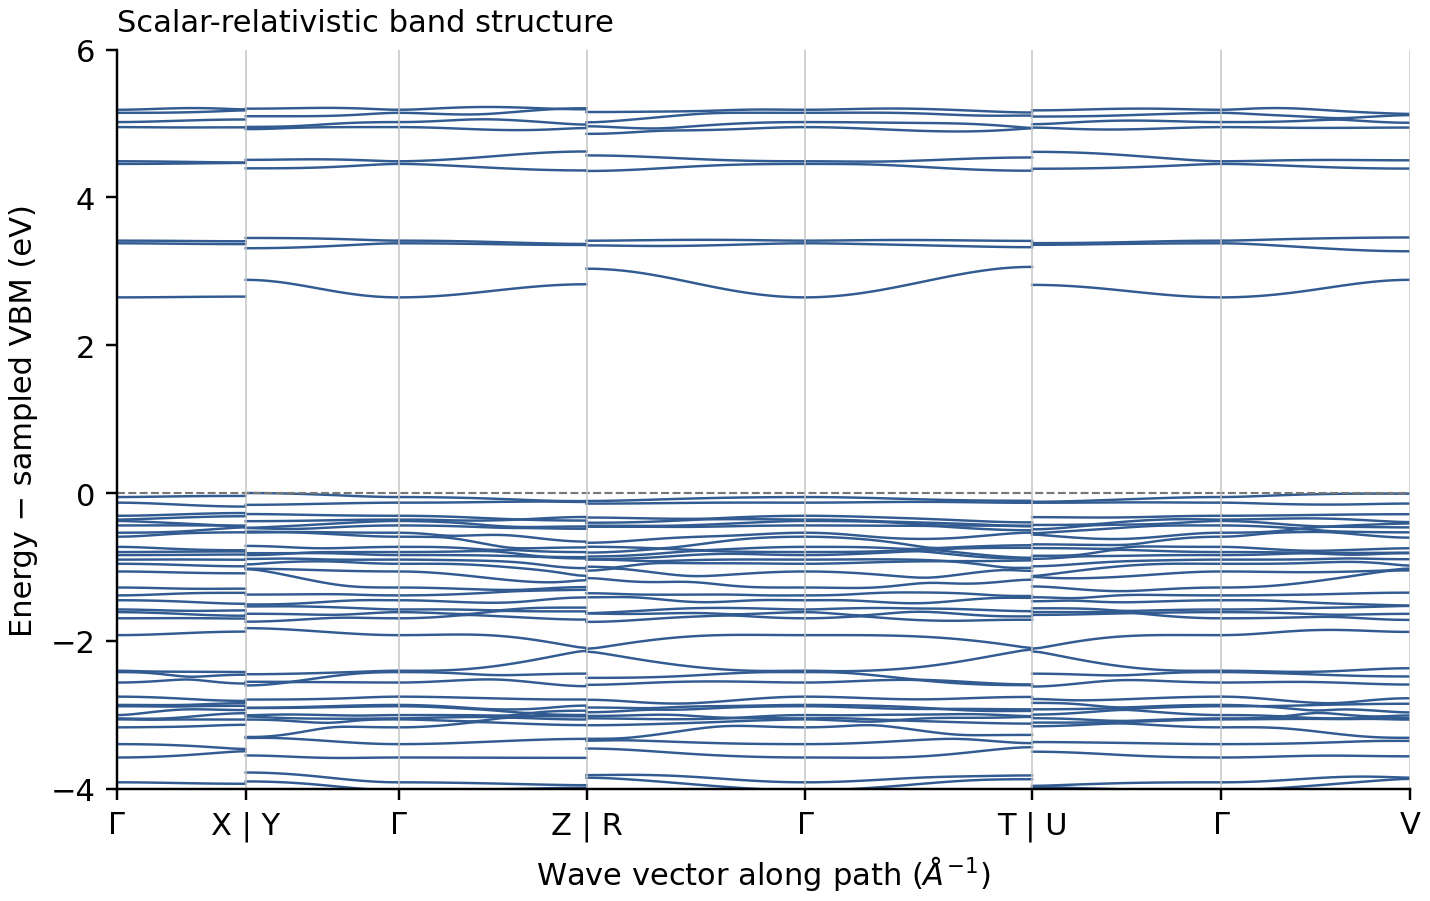 Scalar-relativistic band structure
Energy − sampled VBM (eV)
6
4
2
0
−2
−4
Γ X | Y Γ Z | R Γ T | U Γ V
Wave vector along path (Å⁻¹)